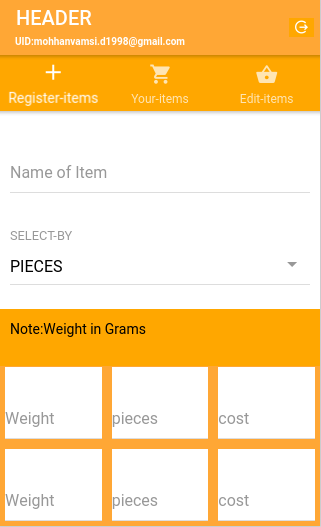 HEADER
UID:mohhanvamsi.d1998@gmail.com
Register-items Your-items Edit-items
Name of Item
SELECT-BY
PIECES
Note:Weight in Grams
Weight pieces cost
Weight pieces cost